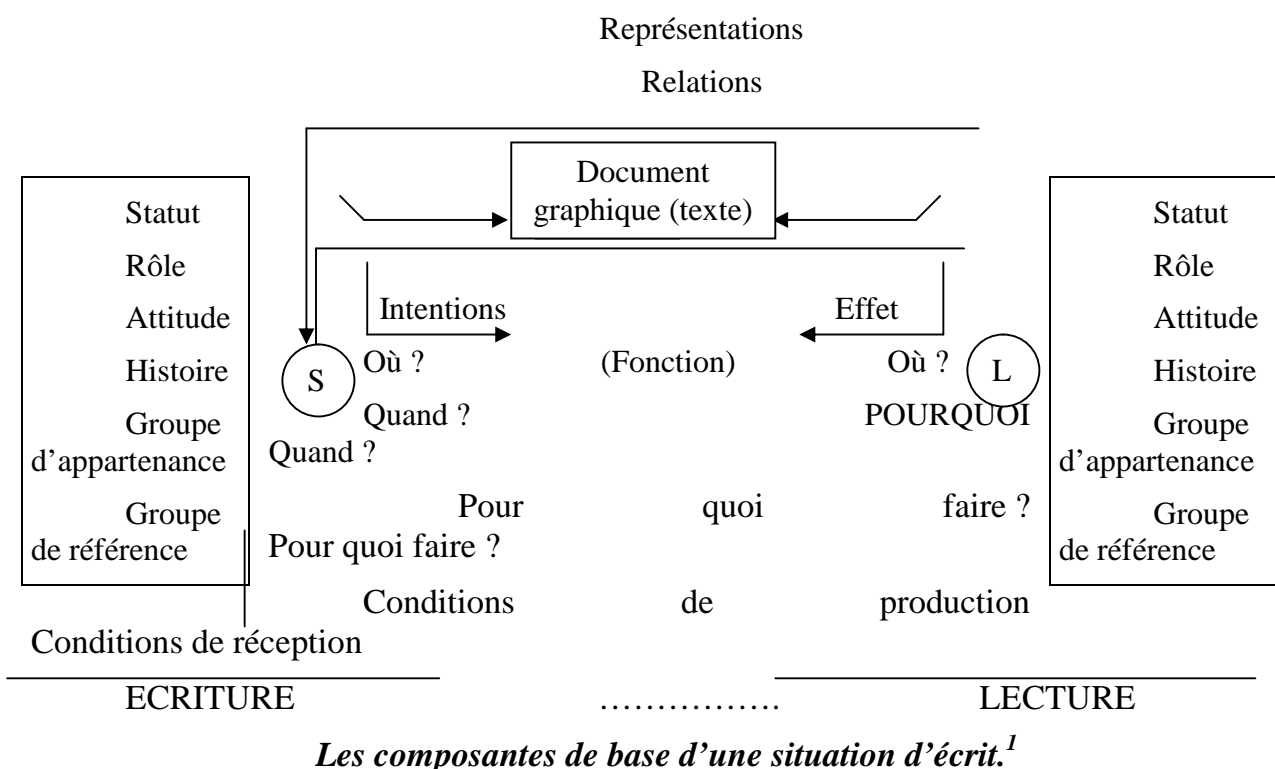 Représentations
Relations
Document
graphique (texte)
Statut
Rôle
Attitude
Histoire
Groupe
d’appartenance
Groupe
de référence
Intentions
Effet
S
Où ?
(Fonction)
Où ?
L
Quand ?
POURQUOI
Quand ?
Pour quoi faire ?
Pour quoi faire ?
Conditions de production
Conditions de réception
Statut
Rôle
Attitude
Histoire
Groupe
d’appartenance
Groupe
de référence
ECRITURE ……………. LECTURE
Les composantes de base d’une situation d’écrit.1